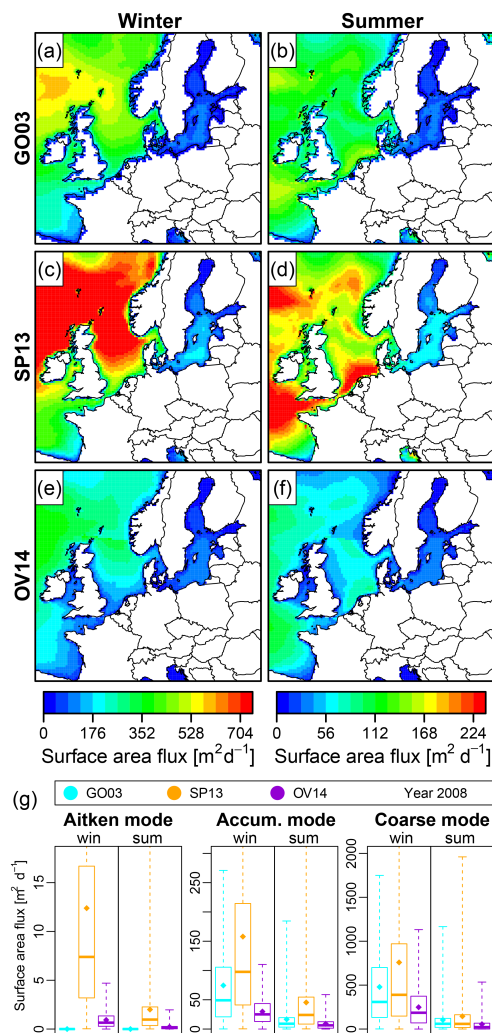 Winter Summer
(a) (b)
GO03
(c) (d)
SP13
(e) (f)
OV14
0 176 352 528 704 0 56 112 168 224
Surface area flux [m² d⁻¹] Surface area flux [m² d⁻¹]
(g)
GO03 SP13 OV14 Year 2008
Aitken mode Accum. mode Coarse mode
win sum win sum win sum
Surface area flux [m² d⁻¹]
15 250 2000
10 150 1500
5 1000
0 50 500
0 0